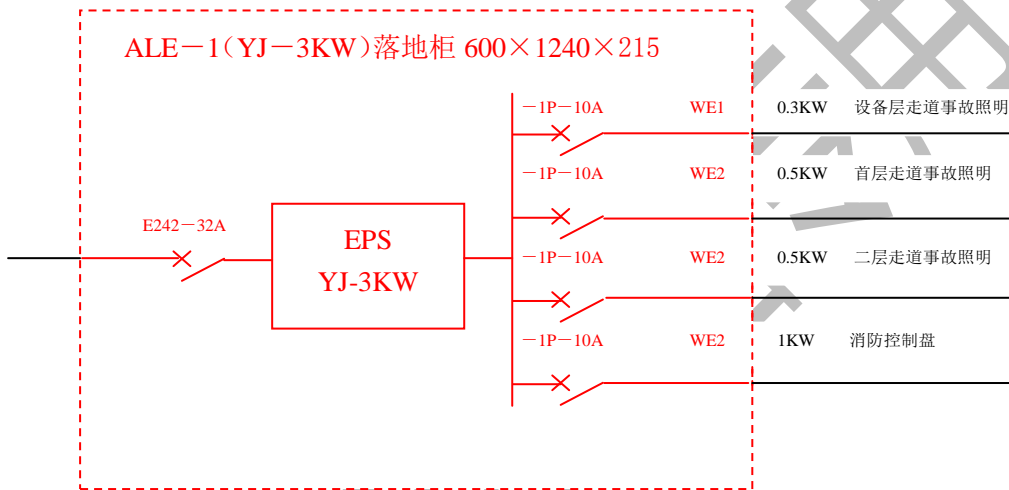 ALE－1(YJ－3KW)落地柜 600×1240×215
－1P－10A WE1 0.3KW 设备层走道事故照明
－1P－10A WE2 0.5KW 首层走道事故照明
E242－32A
EPS
YJ-3KW
－1P－10A WE2 0.5KW 二层走道事故照明
－1P－10A WE2 1KW 消防控制盘